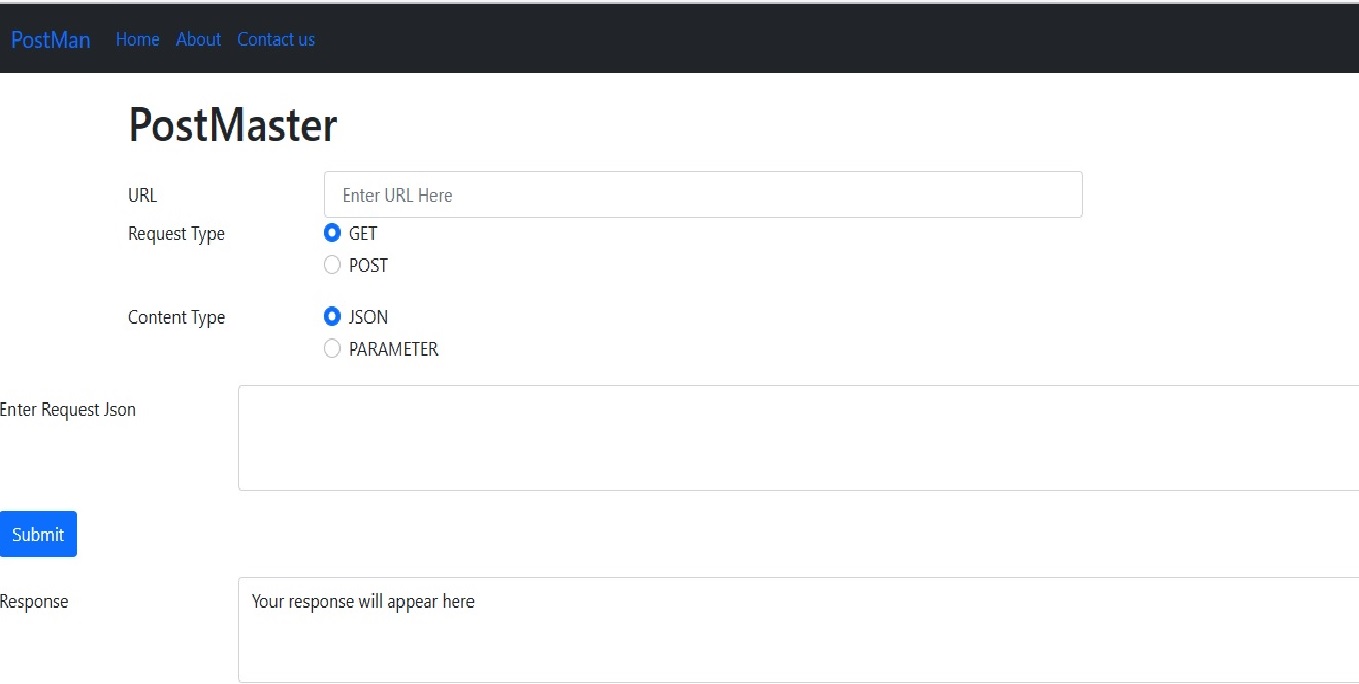 PostMan Home About Contact us
PostMaster
URL Enter URL Here
Request Type GET
POST
Content Type JSON
PARAMETER
Enter Request Json
Submit
Response Your response will appear here